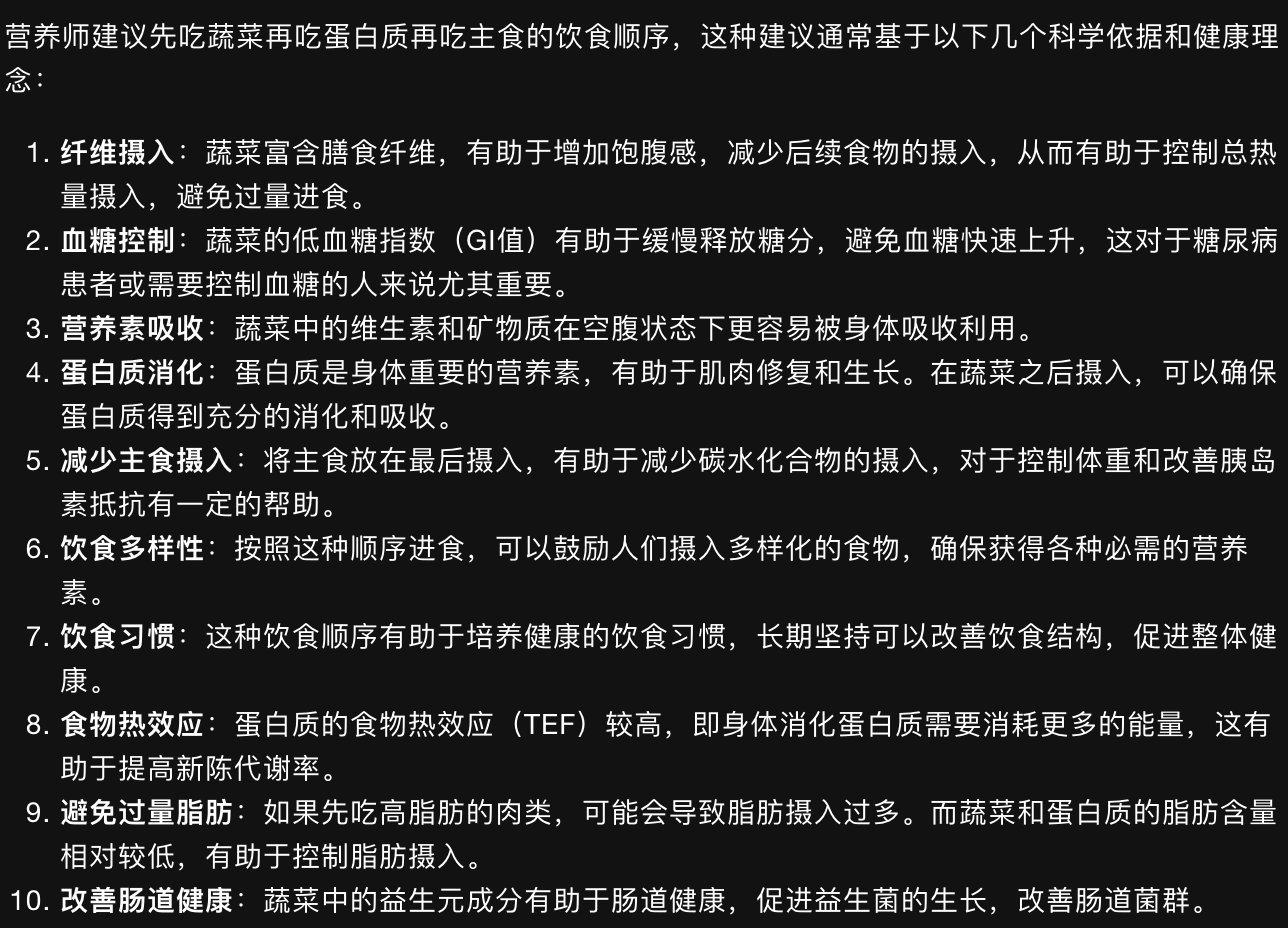 营养师建议先吃蔬菜再吃蛋白质再吃主食的饮食顺序，这种建议通常基于以下几个科学依据和健康理
念：
1. 纤维摄入：蔬菜富含膳食纤维，有助于增加饱腹感，减少后续食物的摄入，从而有助于控制总热
量摄入，避免过量进食。
2. 血糖控制：蔬菜的低血糖指数（GI值）有助于缓慢释放糖分，避免血糖快速上升，这对于糖尿病
患者或需要控制血糖的人来说尤其重要。
3. 营养素吸收：蔬菜中的维生素和矿物质在空腹状态下更容易被身体吸收利用。
4. 蛋白质消化：蛋白质是身体重要的营养素，有助于肌肉修复和生长。在蔬菜之后摄入，可以确保
蛋白质得到充分的消化和吸收。
5. 减少主食摄入：将主食放在最后摄入，有助于减少碳水化合物的摄入，对于控制体重和改善胰岛
素抵抗有一定的帮助。
6. 饮食多样性：按照这种顺序进食，可以鼓励人们摄入多样化的食物，确保获得各种必需的营养
素。
7. 饮食习惯：这种饮食顺序有助于培养健康的饮食习惯，长期坚持可以改善饮食结构，促进整体健
康。
8. 食物热效应：蛋白质的食物热效应（TEF）较高，即身体消化蛋白质需要消耗更多的能量，这有
助于提高新陈代谢率。
9. 避免过量脂肪：如果先吃高脂肪的肉类，可能会导致脂肪摄入过多。而蔬菜和蛋白质的脂肪含量
相对较低，有助于控制脂肪摄入。
10. 改善肠道健康：蔬菜中的益生元成分有助于肠道健康，促进益生菌的生长，改善肠道菌群。